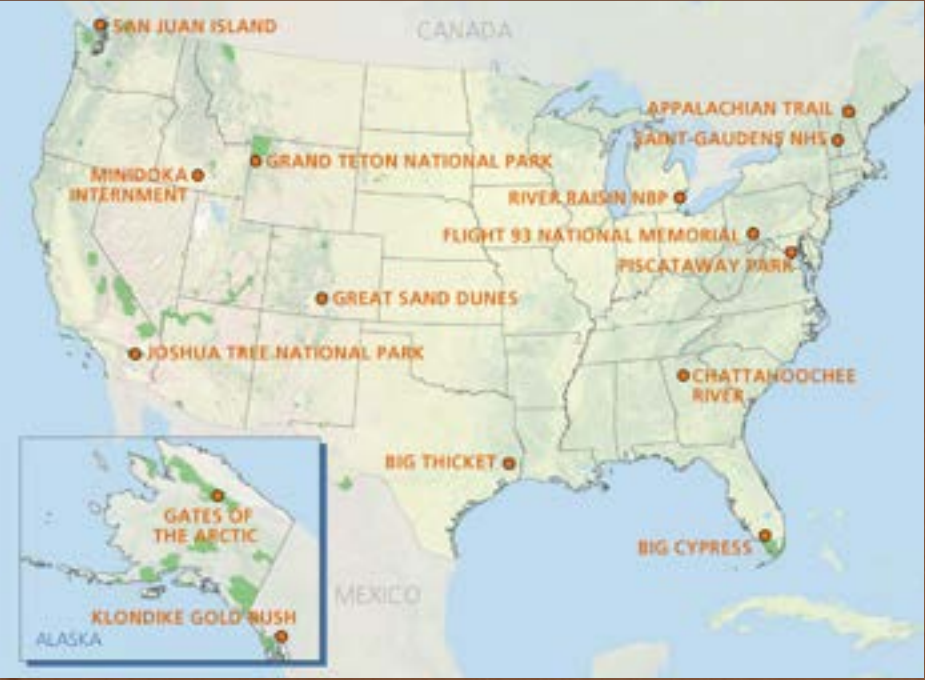 SAN JUAN ISLAND
CANADA
APPALACHIAN TRAIL
SAINT-GAUDENS NHS
GRAND TETON NATIONAL PARK
MINIDOKA
INTERNMENT
RIVER RAISIN NBP
FLIGHT 93 NATIONAL MEMORIAL
PISCATAWAY PARK
GREAT SAND DUNES
JOSHUA TREE NATIONAL PARK
CHATTAHOOCHEE
RIVER
BIG THICKET
GATES OF
THE ARCTIC
BIG CYPRESS
MEXICO
KLONDIKE GOLD RUSH
ALASKA